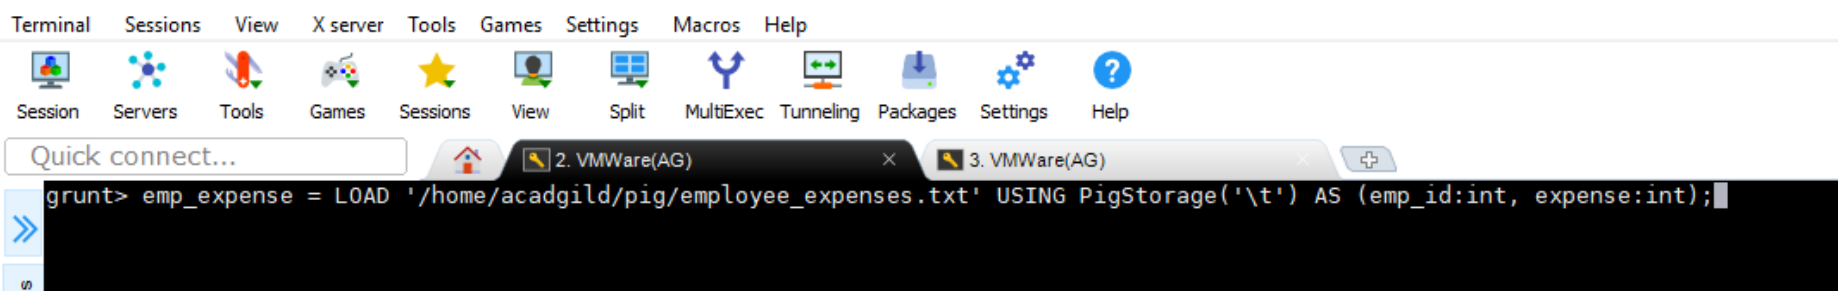 Terminal Sessions View X server Tools Games Settings Macros Help
Session Servers Tools Games Sessions View Split MultiExec Tunneling Packages Settings Help
Quick connect... 2. VMWare(AG) 3. VMWare(AG)
grunt> emp_expense = LOAD '/home/acadgild/pig/employee_expenses.txt' USING PigStorage('\t') AS (emp_id:int, expense:int);
s